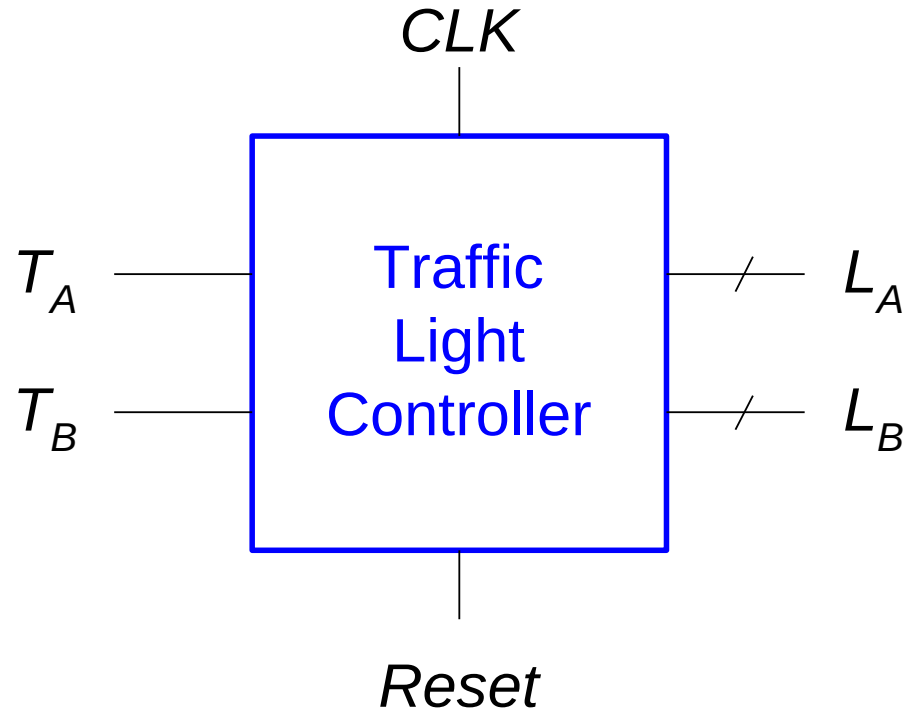 CLK
T_A
Traffic
Light
Controller
L_A
T_B
L_B
Reset